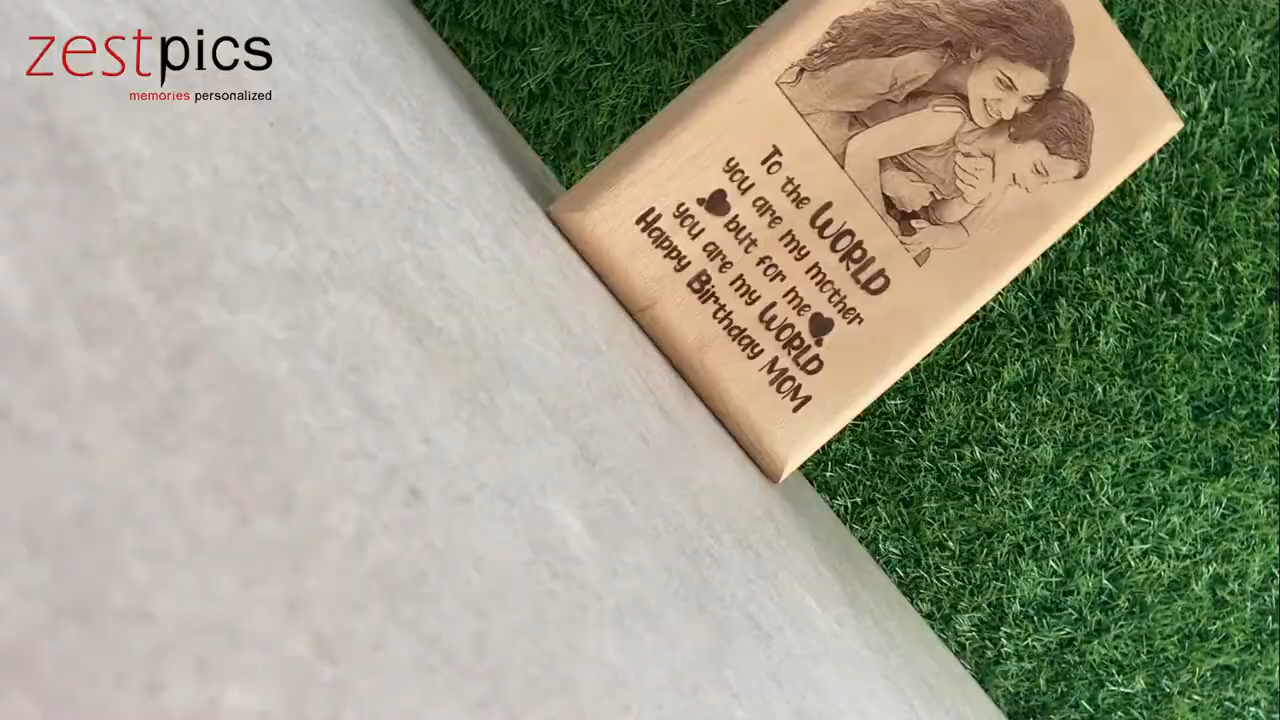 zestpics
memories personalized
To the WORLD
you are my mother
but for me
you are my WORLD
Happy Birthday MOM